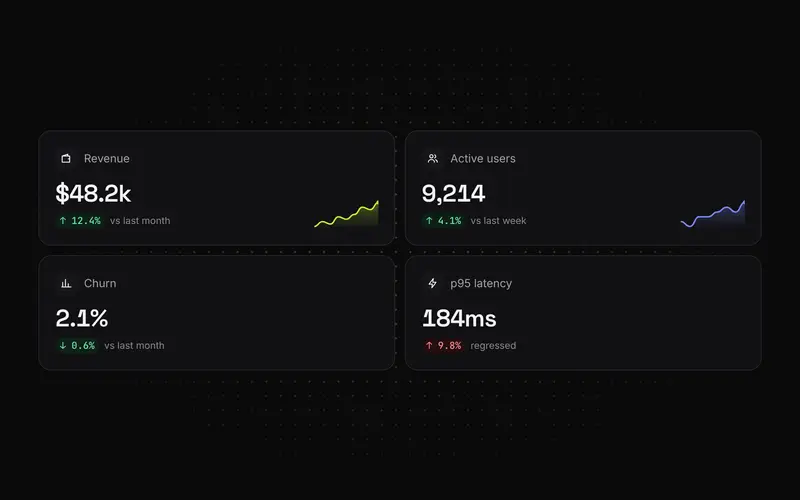 Revenue
$48.2k
↑ 12.4% vs last month
Active users
9,214
↑ 4.1% vs last week
Churn
2.1%
↓ 0.6% vs last month
p95 latency
184ms
↑ 9.8% regressed